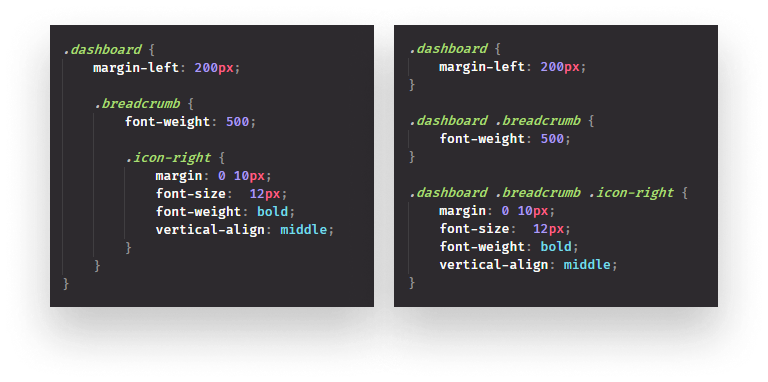 .dashboard {
    margin-left: 200px;

    .breadcrumb {
        font-weight: 500;

        .icon-right {
            margin: 0 10px;
            font-size:  12px;
            font-weight: bold;
            vertical-align: middle;
        }
    }
}
.dashboard {
    margin-left: 200px;
}

.dashboard .breadcrumb {
    font-weight: 500;
}

.dashboard .breadcrumb .icon-right {
    margin: 0 10px;
    font-size:  12px;
    font-weight: bold;
    vertical-align: middle;
}